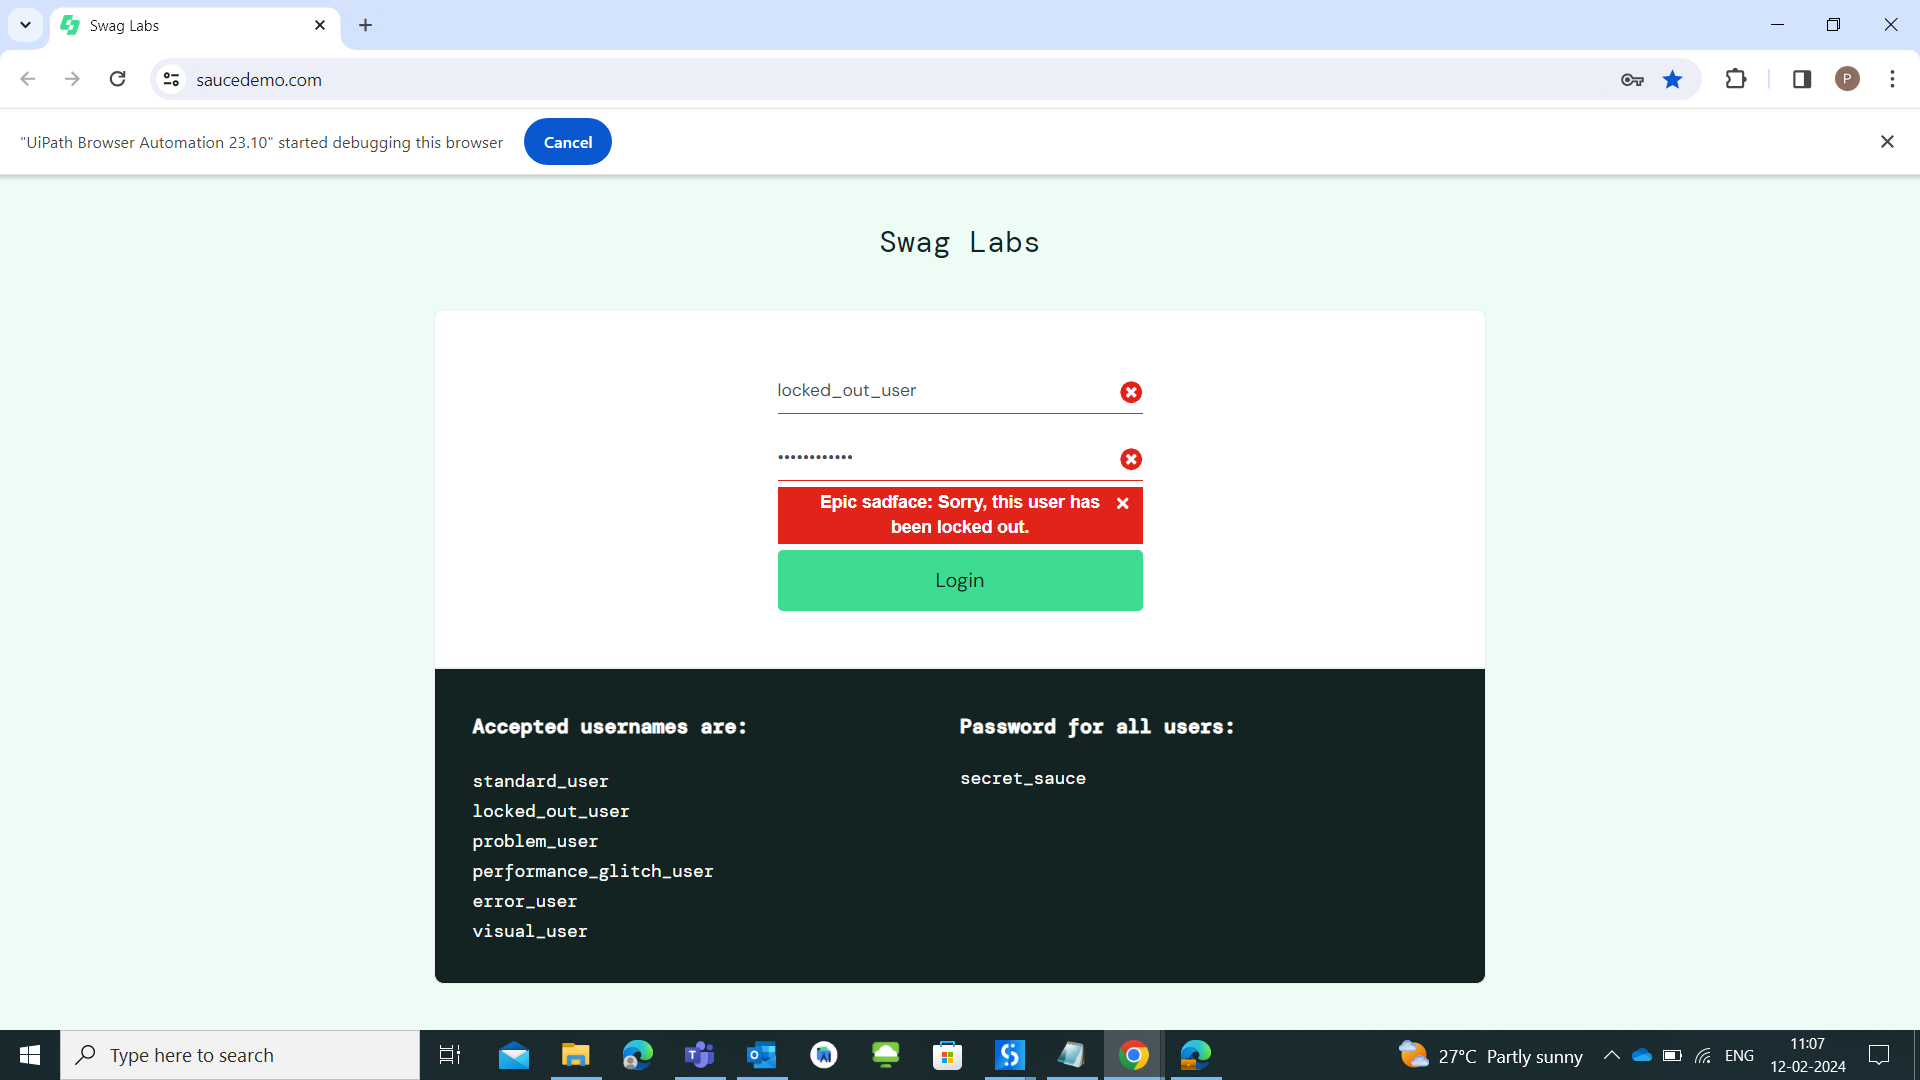 Swag Labs
saucedemo.com
P
"UiPath Browser Automation 23.10" started debugging this browser
Cancel
Swag Labs
locked_out_user
••••••••••••
Epic sadface: Sorry, this user has
been locked out.
Login
Accepted usernames are:
standard_user
locked_out_user
problem_user
performance_glitch_user
error_user
visual_user
Password for all users:
secret_sauce
Type here to search
27°C Partly sunny
ENG
11:07
12-02-2024